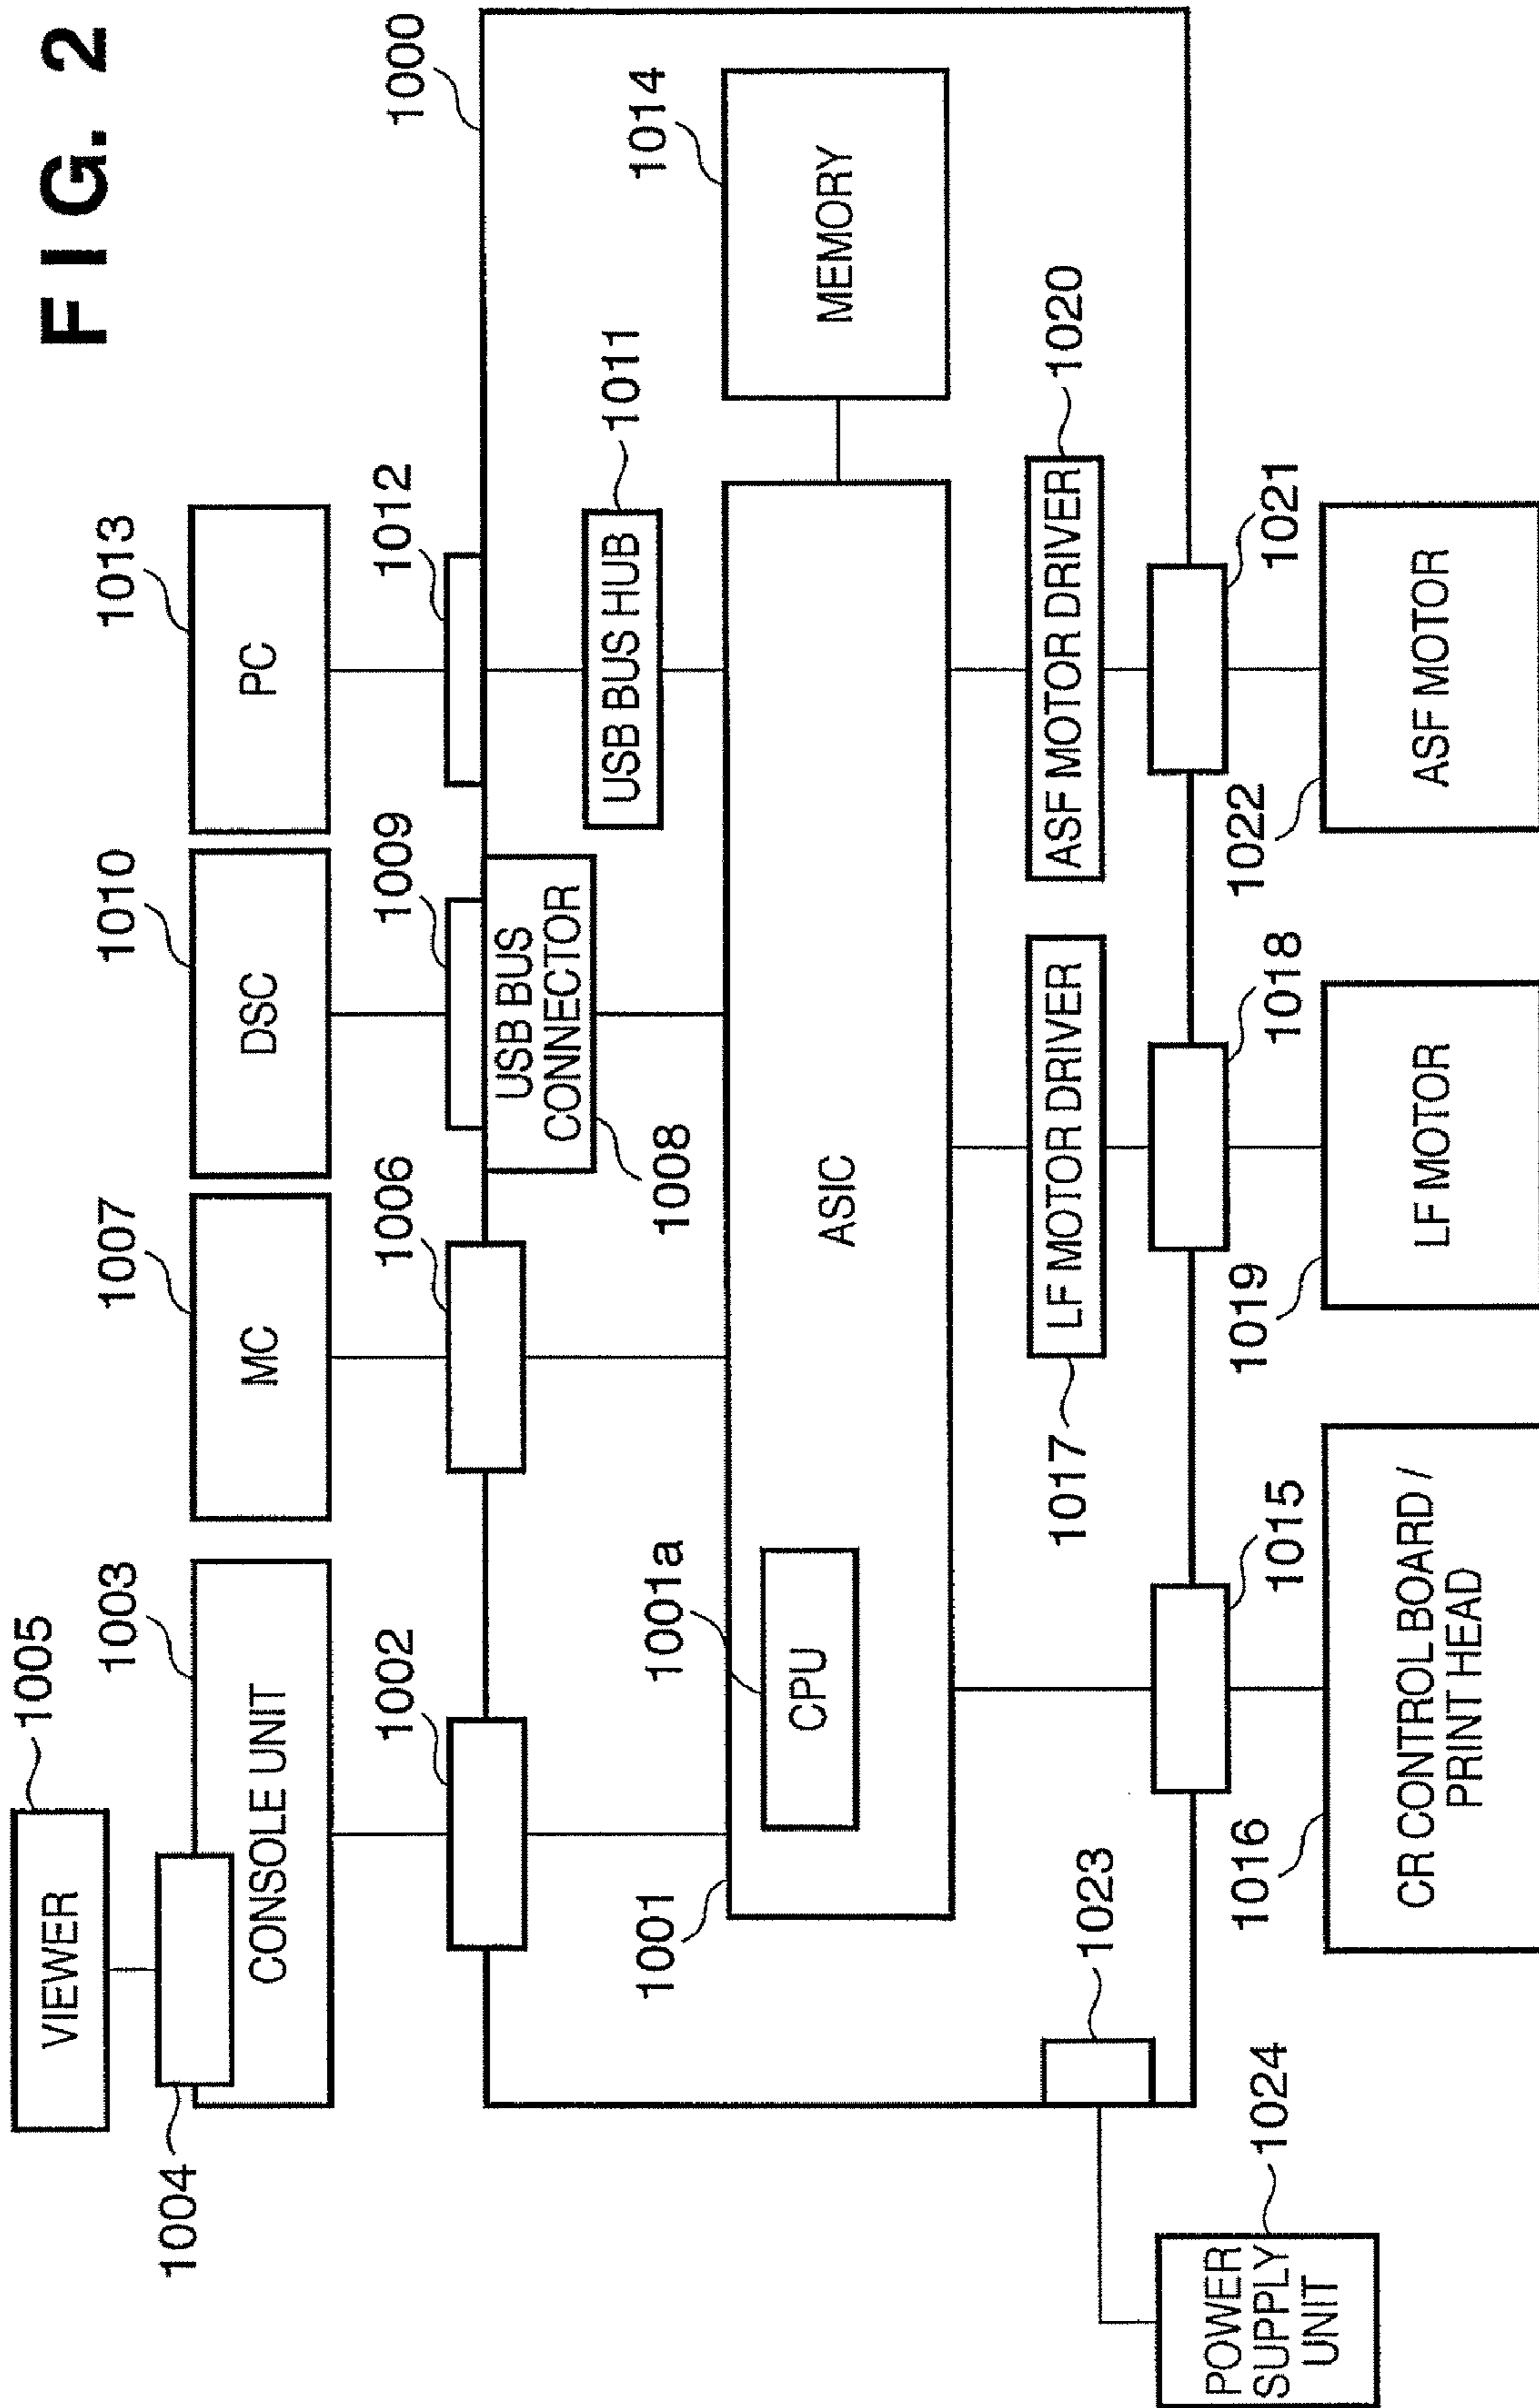 FIG. 2
VIEWER
1005
1004
CONSOLE UNIT
1003
MC
1007
DSC
1010
PC
1013
1002
1006
1009
1012
1000
USB BUS
CONNECTOR
1008
USB BUS HUB
1011
1001
CPU
1001a
ASIC
MEMORY
1014
1023
1017
LF MOTOR DRIVER
ASF MOTOR DRIVER
1020
1015
1018
1021
POWER
SUPPLY
UNIT
1024
1016
CR CONTROL BOARD /
PRINT HEAD
1019
LF MOTOR
1022
ASF MOTOR